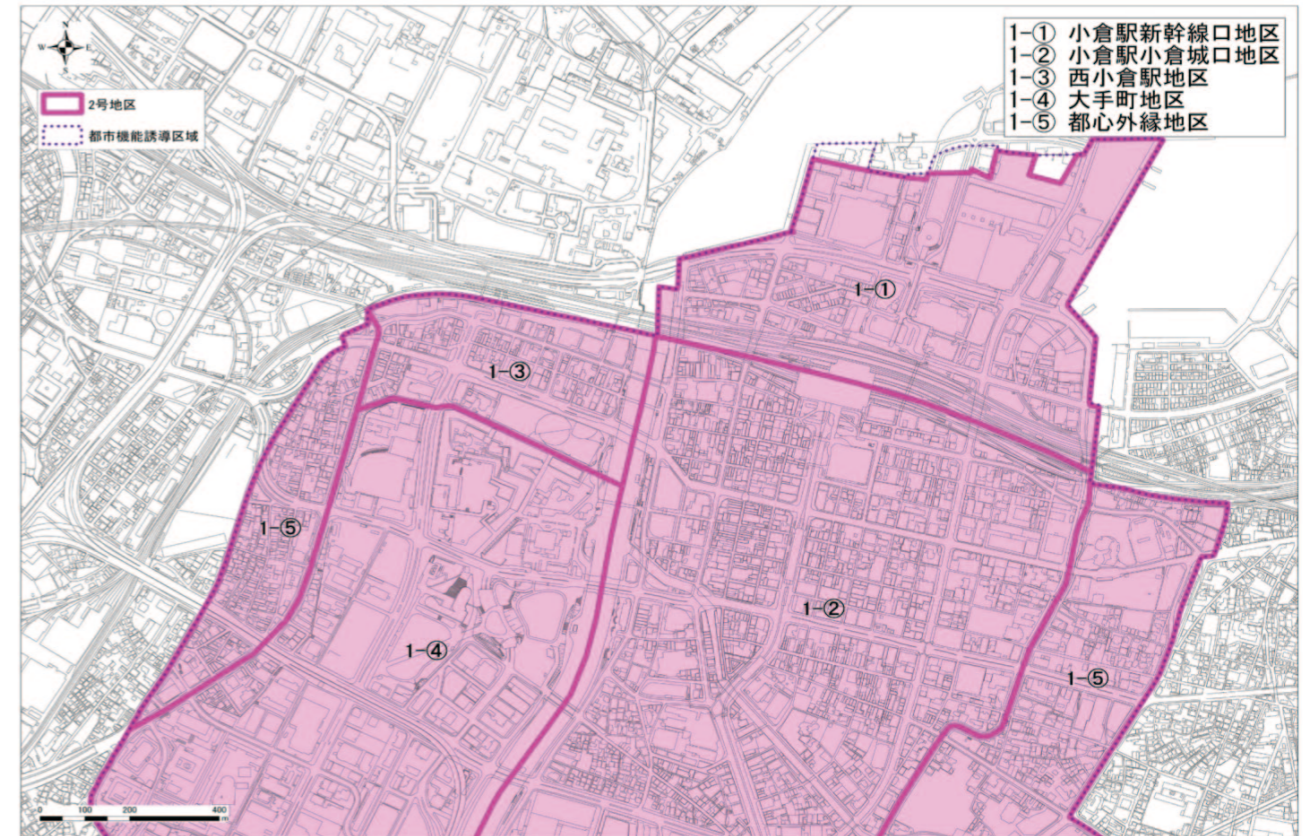 N
W E
S
2号地区
都市機能誘導区域
1-① 小倉駅新幹線口地区
1-② 小倉駅小倉城口地区
1-③ 西小倉駅地区
1-④ 大手町地区
1-⑤ 都心外縁地区
1-①
1-③
1-⑤
1-②
1-④
1-⑤
0 100 200 400
m